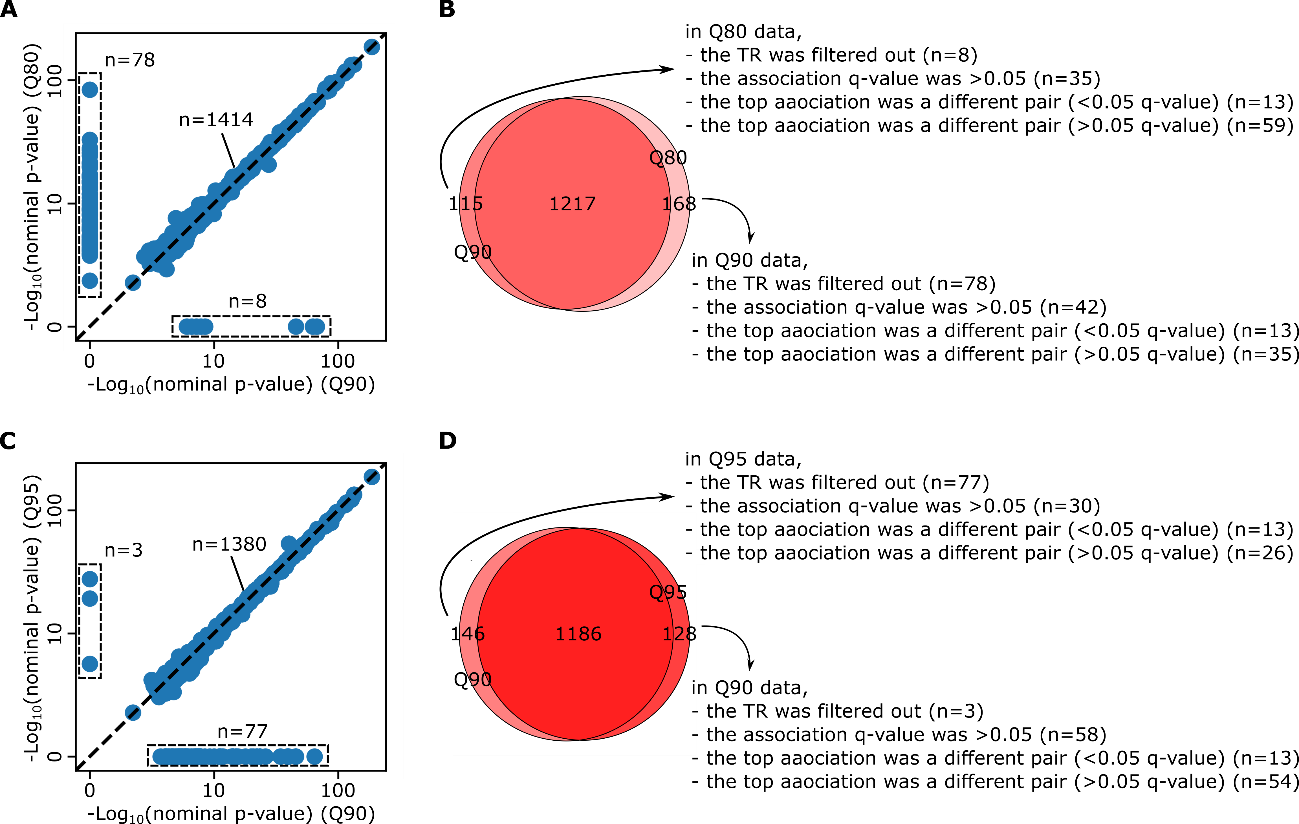 A
-Log10(nominal p-value) (Q80)
100
10
0
n=78
n=1414
n=8
0
10
100
-Log10(nominal p-value) (Q90)
B
in Q80 data,
- the TR was filtered out (n=8)
- the association q-value was >0.05 (n=35)
- the top aaociation was a different pair (<0.05 q-value) (n=13)
- the top aaociation was a different pair (>0.05 q-value) (n=59)
Q80
115
1217
168
Q90
in Q90 data,
- the TR was filtered out (n=78)
- the association q-value was >0.05 (n=42)
- the top aaociation was a different pair (<0.05 q-value) (n=13)
- the top aaociation was a different pair (>0.05 q-value) (n=35)
C
-Log10(nominal p-value) (Q95)
100
10
0
n=3
n=1380
n=77
0
10
100
-Log10(nominal p-value) (Q90)
D
in Q95 data,
- the TR was filtered out (n=77)
- the association q-value was >0.05 (n=30)
- the top aaociation was a different pair (<0.05 q-value) (n=13)
- the top aaociation was a different pair (>0.05 q-value) (n=26)
Q95
146
1186
128
Q90
in Q90 data,
- the TR was filtered out (n=3)
- the association q-value was >0.05 (n=58)
- the top aaociation was a different pair (<0.05 q-value) (n=13)
- the top aaociation was a different pair (>0.05 q-value) (n=54)